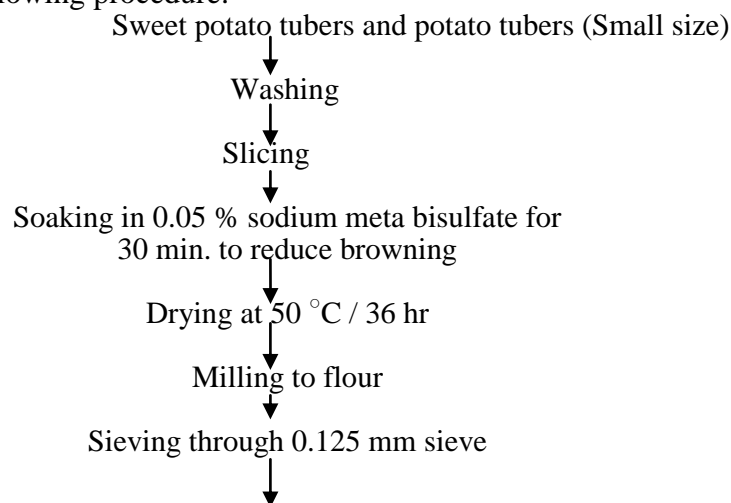 Sweet potato tubers and potato tubers (Small size)
Washing
Slicing
Soaking in 0.05 % sodium meta bisulfate for
30 min. to reduce browning
Drying at 50 °C / 36 hr
Milling to flour
Sieving through 0.125 mm sieve